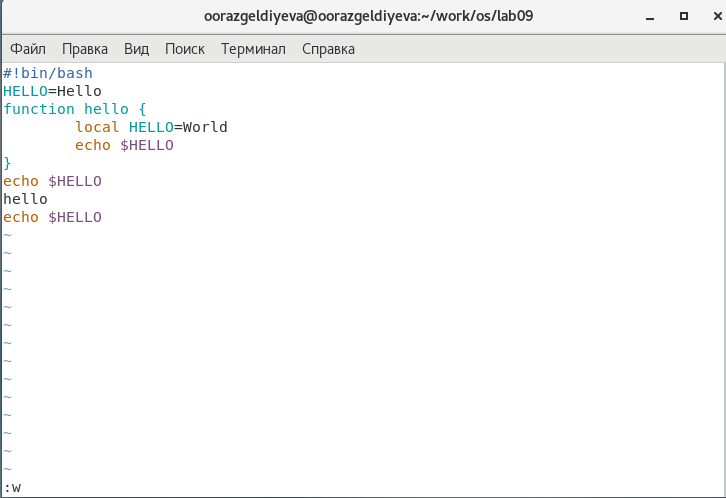 oorazgeldiyeva@oorazgeldiyeva:~/work/os/lab09
Файл Правка Вид Поиск Терминал Справка
#!bin/bash
HELLO=Hello
function hello {
        local HELLO=World
        echo $HELLO
}
echo $HELLO
hello
echo $HELLO
~
~
~
~
~
~
~
~
~
~
~
~
~
~
:w